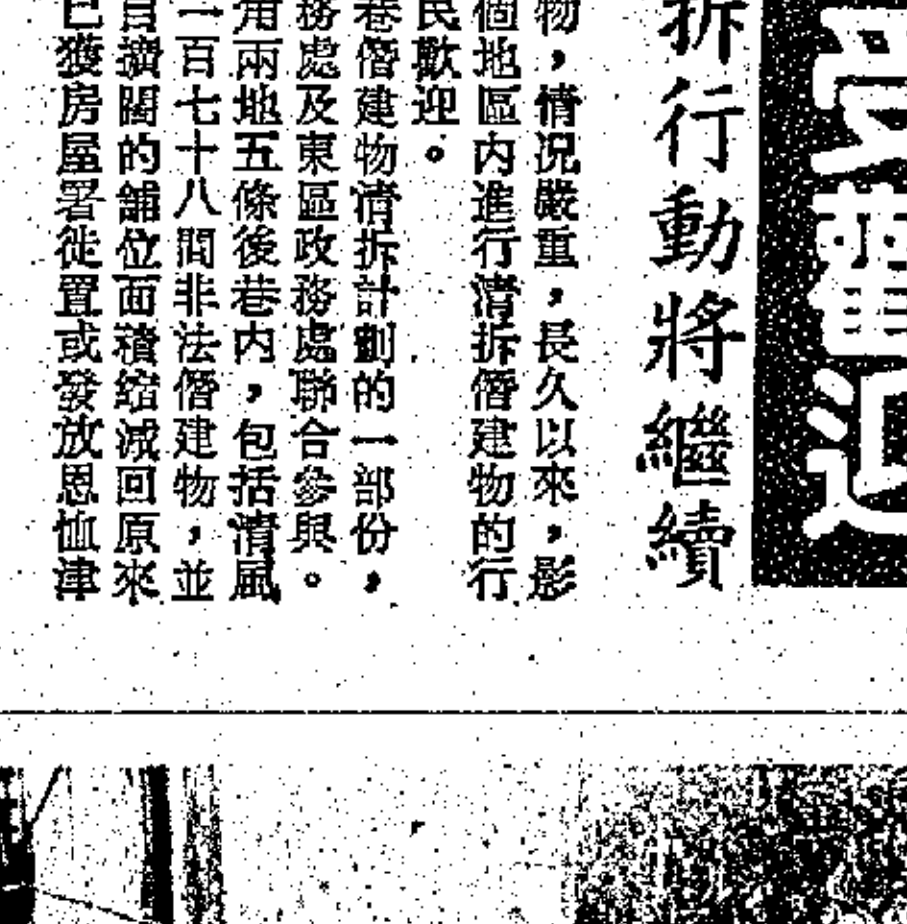 歡迎
拆行動將繼續
物，情況嚴重，長久以來，影
個地區內進行清拆僭建物的行
民歡迎。
巷僭建物清拆計劃的一部份，
務處及東區政務處聯合參與。
角兩地五條後巷內，包括清風
一百七十八間非法僭建物，並
自擴闊的舖位面積縮減回原來
已獲房屋署徙置或發放恩恤津